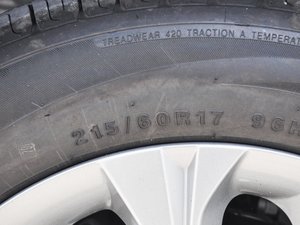 TREADWEAR 420 TRACTION A TEMPERAT
215/60R17